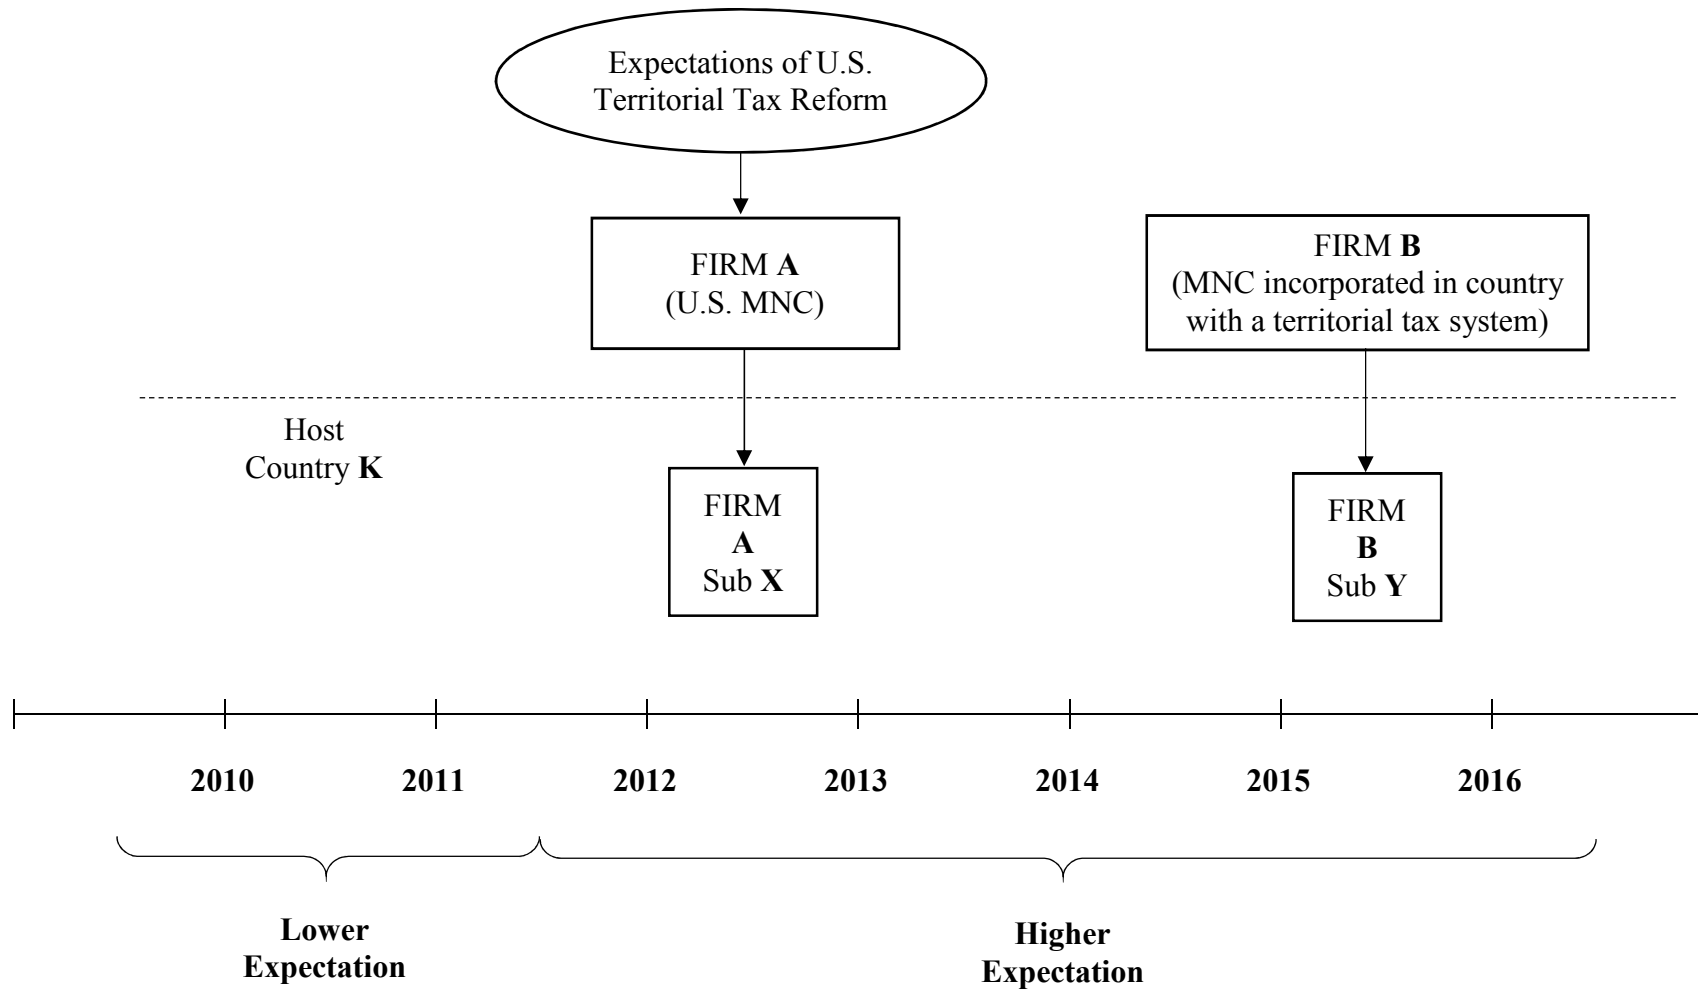 Expectations of U.S.
Territorial Tax Reform
FIRM A
(U.S. MNC)
FIRM B
(MNC incorporated in country
with a territorial tax system)
Host
Country K
FIRM
A
Sub X
FIRM
B
Sub Y
2010
2011
2012
2013
2014
2015
2016
Lower
Expectation
Higher
Expectation